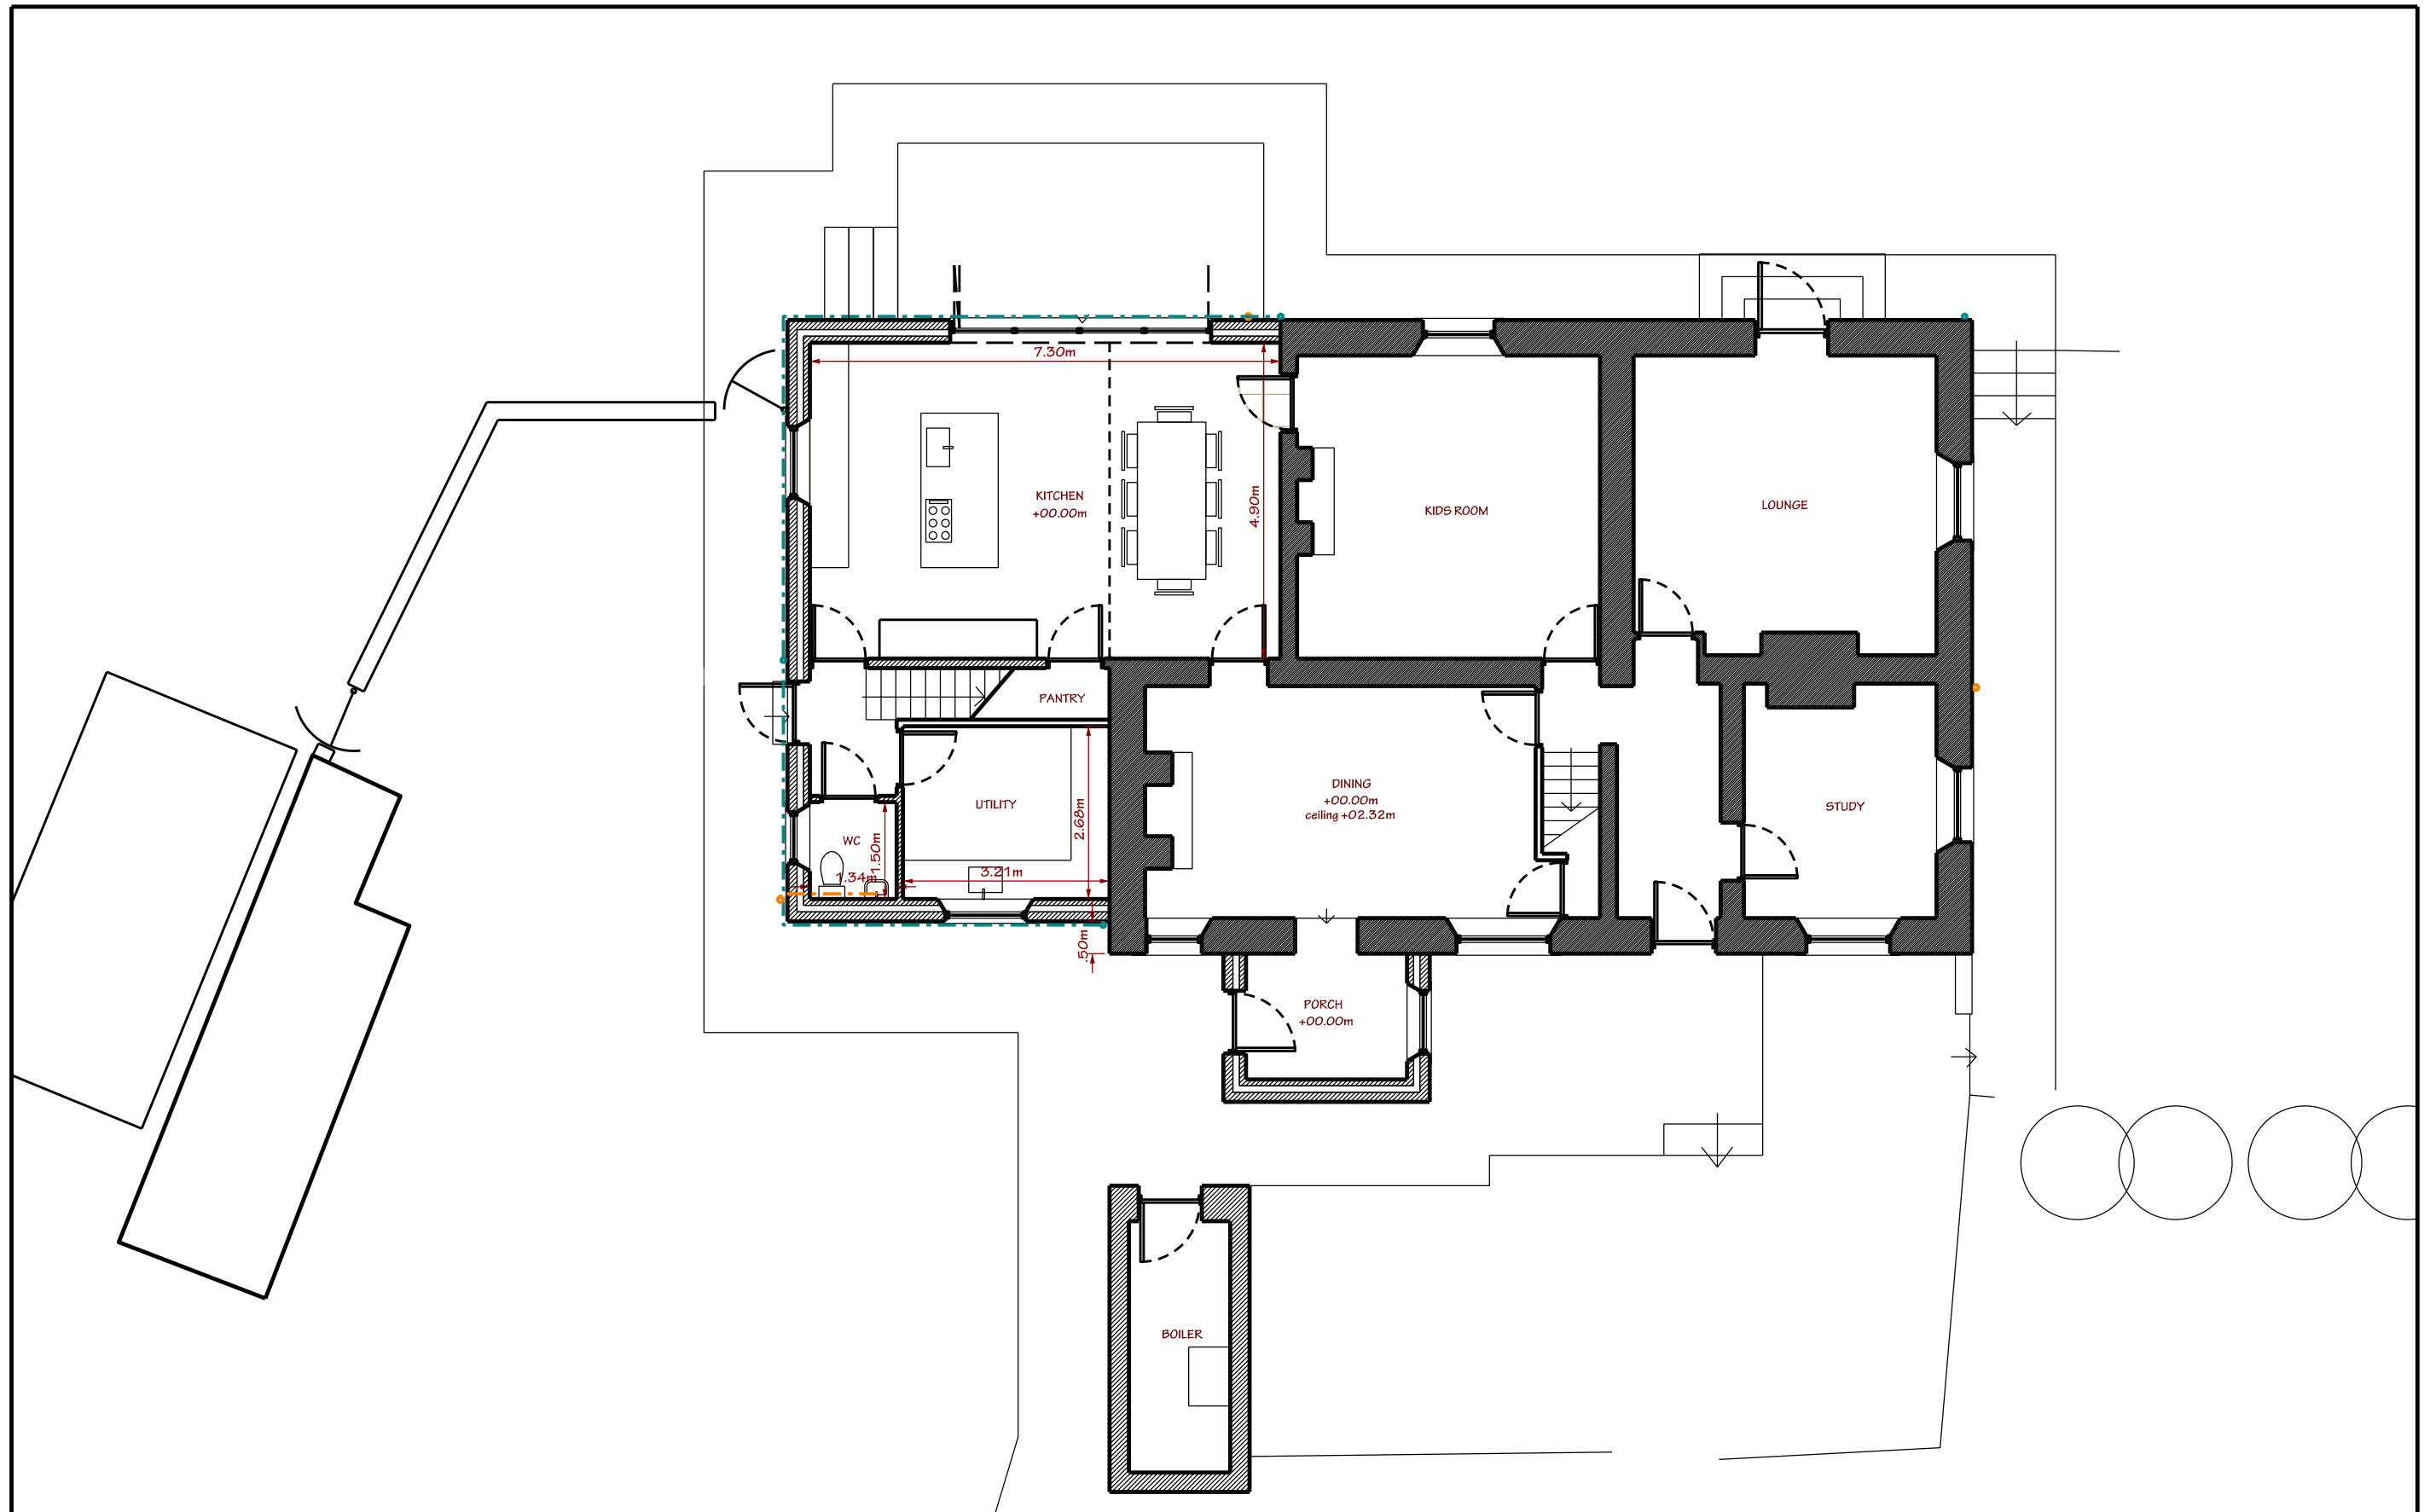 7.30m
KITCHEN
+00.00m
4.90m
KIDS ROOM
LOUNGE
PANTRY
UTILITY
2.68m
3.21m
WC
1.50m
1.34m
.50m
DINING
+00.00m
ceiling +02.32m
STUDY
PORCH
+00.00m
BOILER